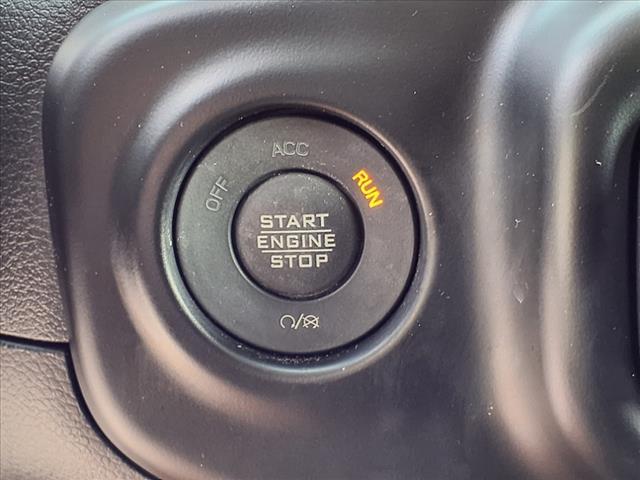 ACC
OFF
RUN
START
ENGINE
STOP